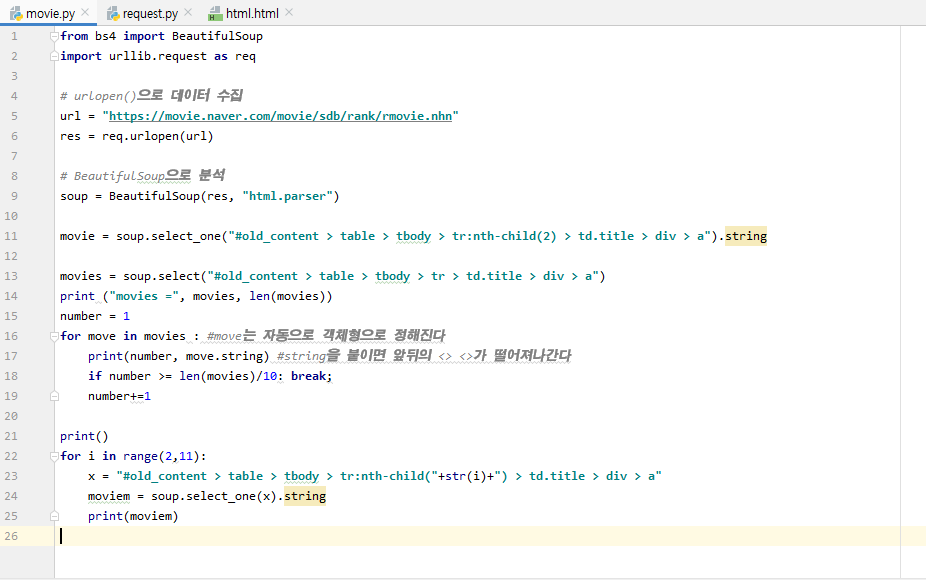 movie.py request.py html.html
1 from bs4 import BeautifulSoup
2 import urllib.request as req
3
4 # urlopen()으로 데이터 수집
5 url = "https://movie.naver.com/movie/sdb/rank/rmovie.nhn"
6 res = req.urlopen(url)
7
8 # BeautifulSoup으로 분석
9 soup = BeautifulSoup(res, "html.parser")
10
11 movie = soup.select_one("#old_content > table > tbody > tr:nth-child(2) > td.title > div > a").string
12
13 movies = soup.select("#old_content > table > tbody > tr > td.title > div > a")
14 print ("movies =", movies, len(movies))
15 number = 1
16 for move in movies : #move는 자동으로 객체형으로 정해진다
17     print(number, move.string) #string을 붙이면 앞뒤의 <> <>가 떨어져나간다
18     if number >= len(movies)/10: break;
19     number+=1
20
21 print()
22 for i in range(2,11):
23     x = "#old_content > table > tbody > tr:nth-child("+str(i)+") > td.title > div > a"
24     moviem = soup.select_one(x).string
25     print(moviem)
26